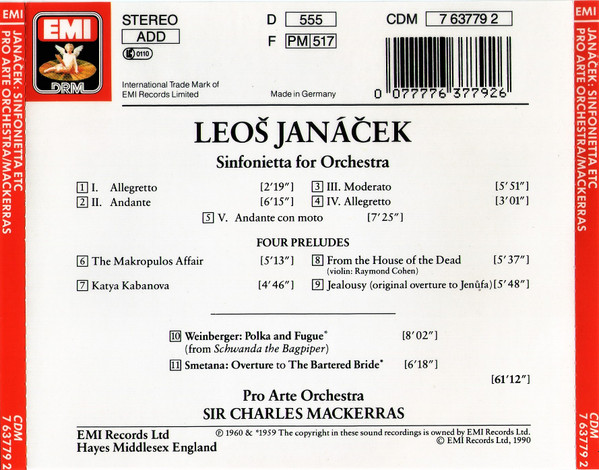 EMI
JANÁČEK: SINFONIETTA ETC
PRO ARTE ORCHESTRA/MACKERRAS
CDM
7 63779 2
EMI
DRM
STEREO
ADD
0110
International Trade Mark of
EMI Records Limited
D 555
F PM 517
Made in Germany
CDM 7 63779 2
0 077776 377926
LEOŠ JANÁČEK
Sinfonietta for Orchestra
1 I. Allegretto [2'19"] 3 III. Moderato [5'51"]
2 II. Andante [6'15"] 4 IV. Allegretto [3'01"]
5 V. Andante con moto [7'25"]
FOUR PRELUDES
6 The Makropulos Affair [5'13"] 8 From the House of the Dead [5'37"]
(violin: Raymond Cohen)
7 Katya Kabanova [4'46"] 9 Jealousy (original overture to Jenůfa) [5'48"]
10 Weinberger: Polka and Fugue* [8'02"]
(from Schwanda the Bagpiper)
11 Smetana: Overture to The Bartered Bride* [6'18"]
[61'12"]
Pro Arte Orchestra
SIR CHARLES MACKERRAS
EMI Records Ltd
Hayes Middlesex England
℗ 1960 & *1959 The copyright in these sound recordings is owned by EMI Records Ltd.
© EMI Records Ltd, 1990
EMI
JANÁČEK: SINFONIETTA ETC
PRO ARTE ORCHESTRA/MACKERRAS
CDM
7 63779 2